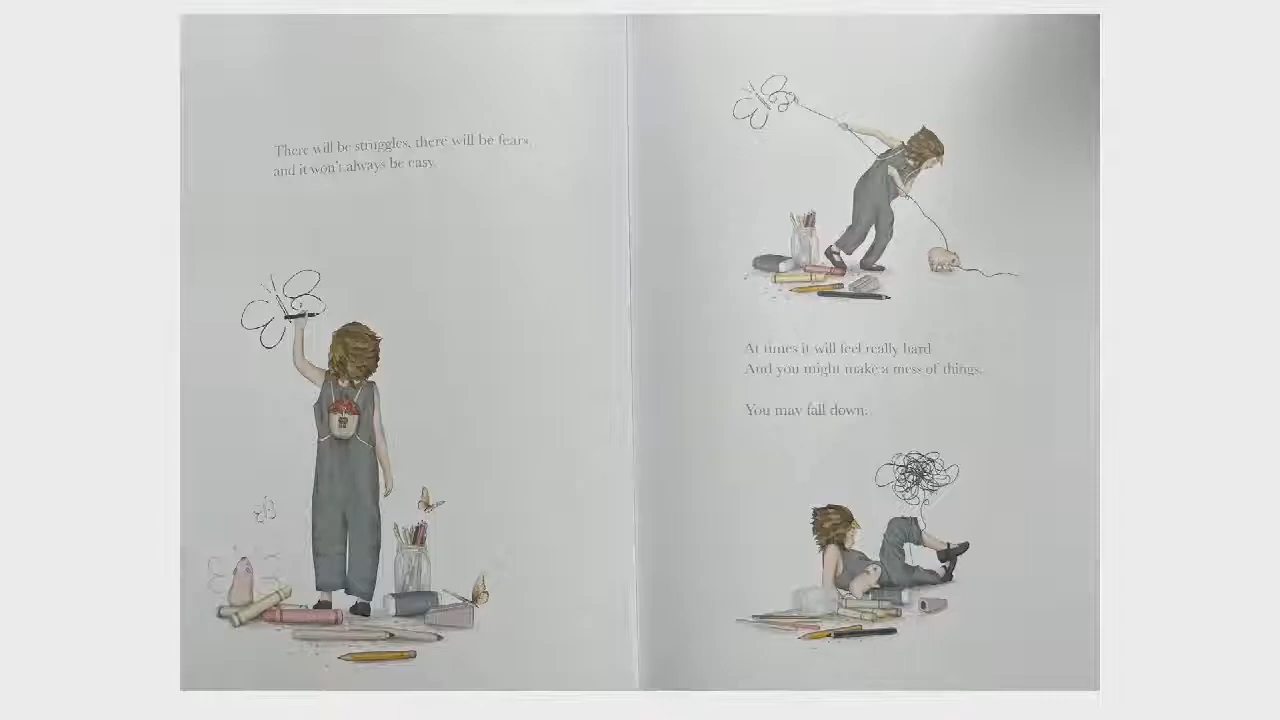 There will be struggles, there will be fears
and it won't always be easy.
At times it will feel really hard
And you might make a mess of things.
You may fall down.